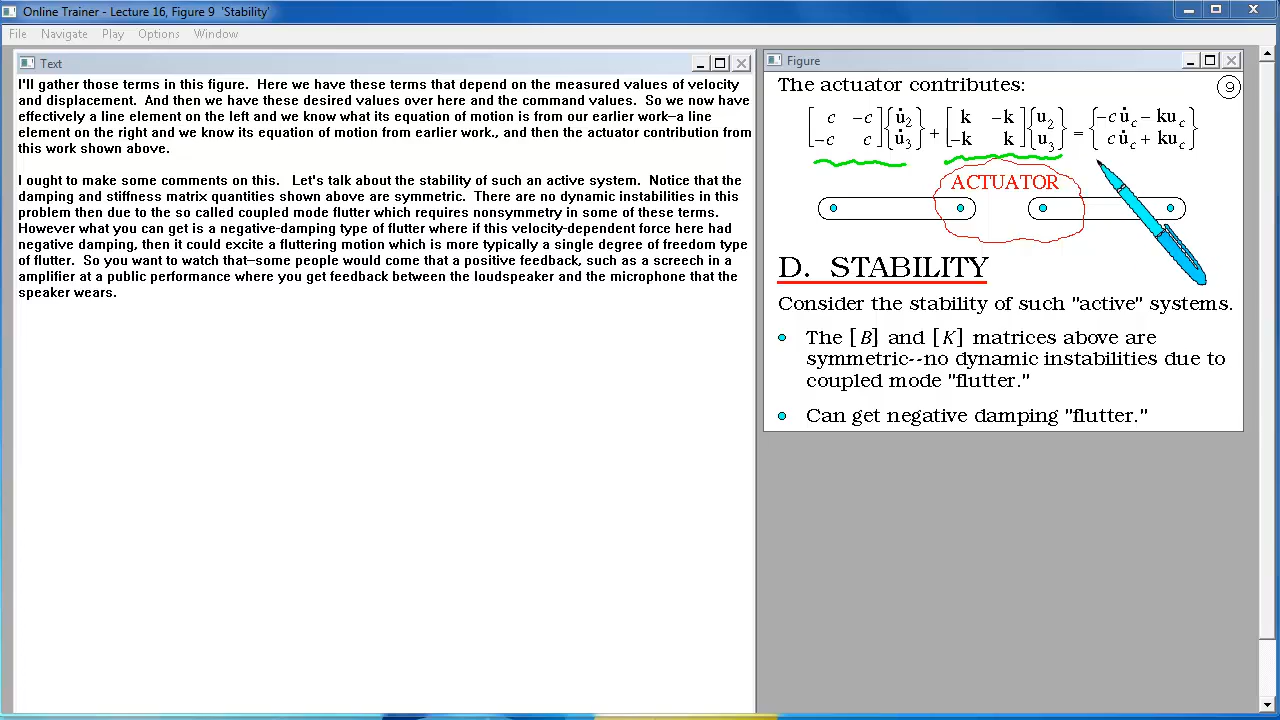 Online Trainer - Lecture 16, Figure 9 'Stability'
File Navigate Play Options Window
Text
I'll gather those terms in this figure. Here we have these terms that depend on the measured values of velocity
and displacement. And then we have these desired values over here and the command values. So we now have
effectively a line element on the left and we know what its equation of motion is from our earlier work–a line
element on the right and we know its equation of motion from earlier work., and then the actuator contribution from
this work shown above.
I ought to make some comments on this. Let's talk about the stability of such an active system. Notice that the
damping and stiffness matrix quantities shown above are symmetric. There are no dynamic instabilities in this
problem then due to the so called coupled mode flutter which requires nonsymmetry in some of these terms.
However what you can get is a negative-damping type of flutter where if this velocity-dependent force here had
negative damping, then it could excite a fluttering motion which is more typically a single degree of freedom type
of flutter. So you want to watch that–some people would come that a positive feedback, such as a screech in a
amplifier at a public performance where you get feedback between the loudspeaker and the microphone that the
speaker wears.
Figure
The actuator contributes:
9
[c −c] {u̇2} + [k −k] {u2} = {−c u̇c − kuc}
[−c c] {u̇3} [−k k] {u3} {c u̇c + kuc}
ACTUATOR
D. STABILITY
Consider the stability of such "active" systems.
The [B] and [K] matrices above are
symmetric--no dynamic instabilities due to
coupled mode "flutter."
Can get negative damping "flutter."